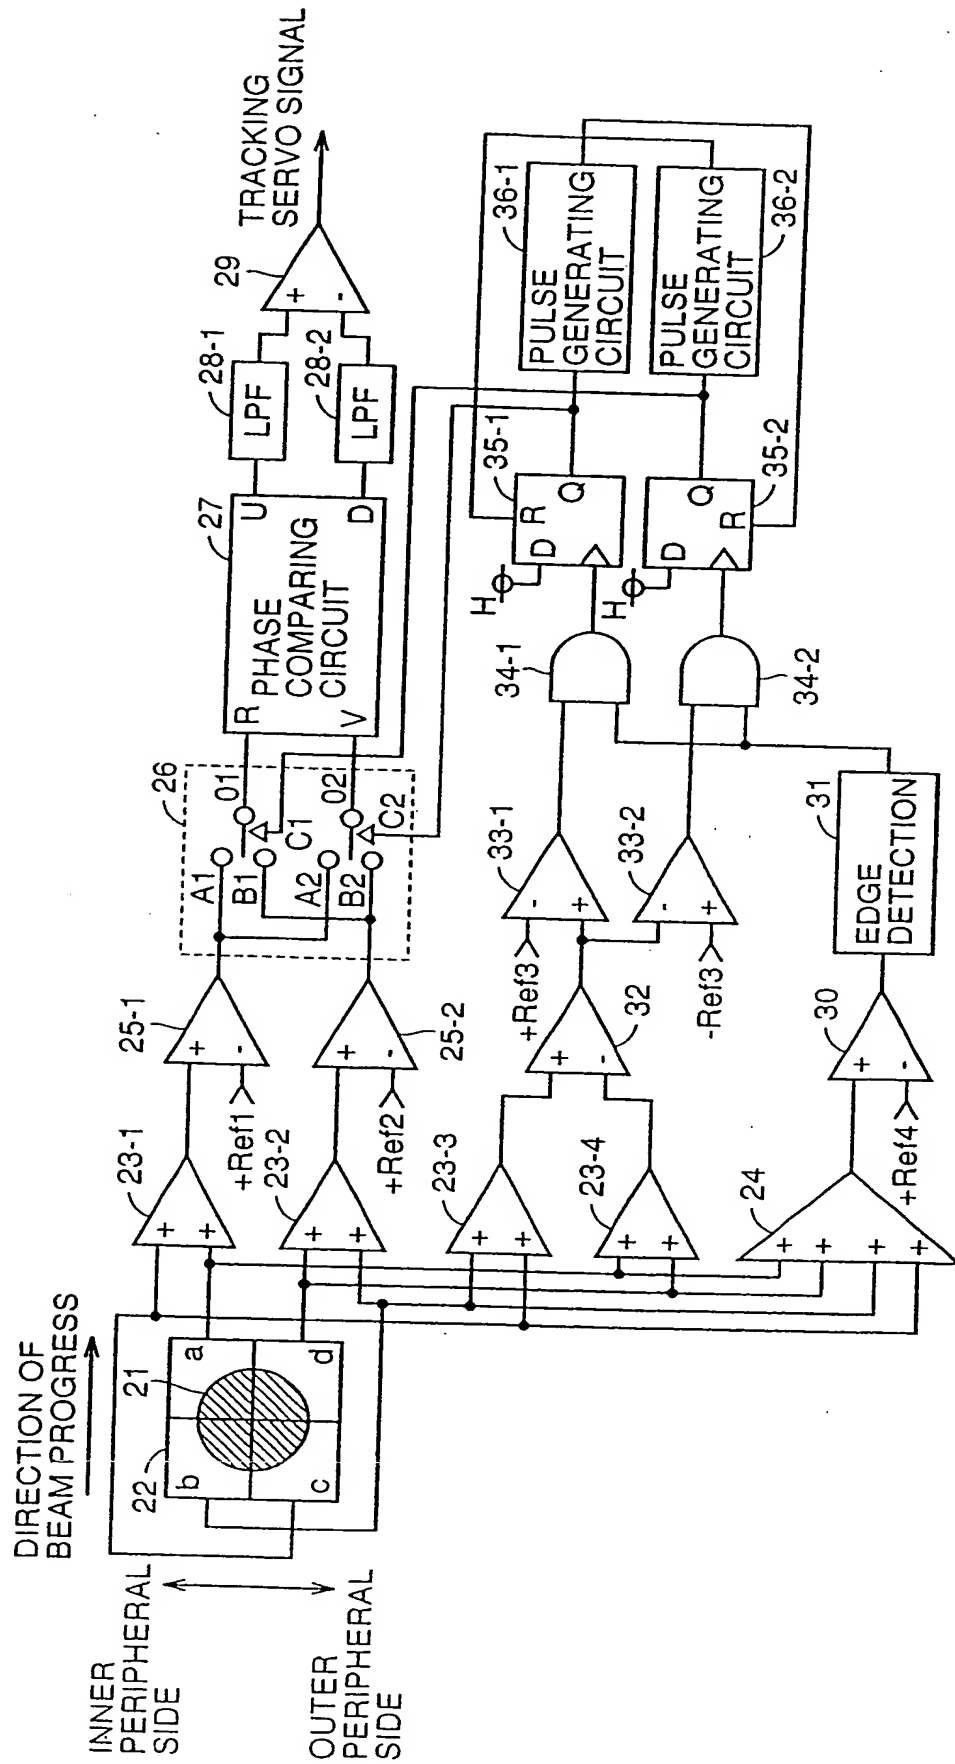 DIRECTION OF
BEAM PROGRESS
INNER
PERIPHERAL
SIDE
OUTER
PERIPHERAL
SIDE
22
21
b
a
c
d
23-1
+
+
23-2
+
+
25-1
+
-
+Ref1
25-2
+
-
+Ref2
26
A1
B1
O1
C1
A2
B2
O2
C2
27
R
V
PHASE
COMPARING
CIRCUIT
U
D
28-1
LPF
28-2
LPF
29
+
-
TRACKING
SERVO SIGNAL
23-3
+
+
23-4
+
+
32
+
-
+Ref3
33-1
-
+
33-2
-
+
-Ref3
34-1
34-2
H
D
R
Q
35-1
H
D
R
Q
35-2
PULSE
GENERATING
CIRCUIT
36-1
PULSE
GENERATING
CIRCUIT
36-2
24
+
+
+
+
30
+
-
+Ref4
31
EDGE
DETECTION